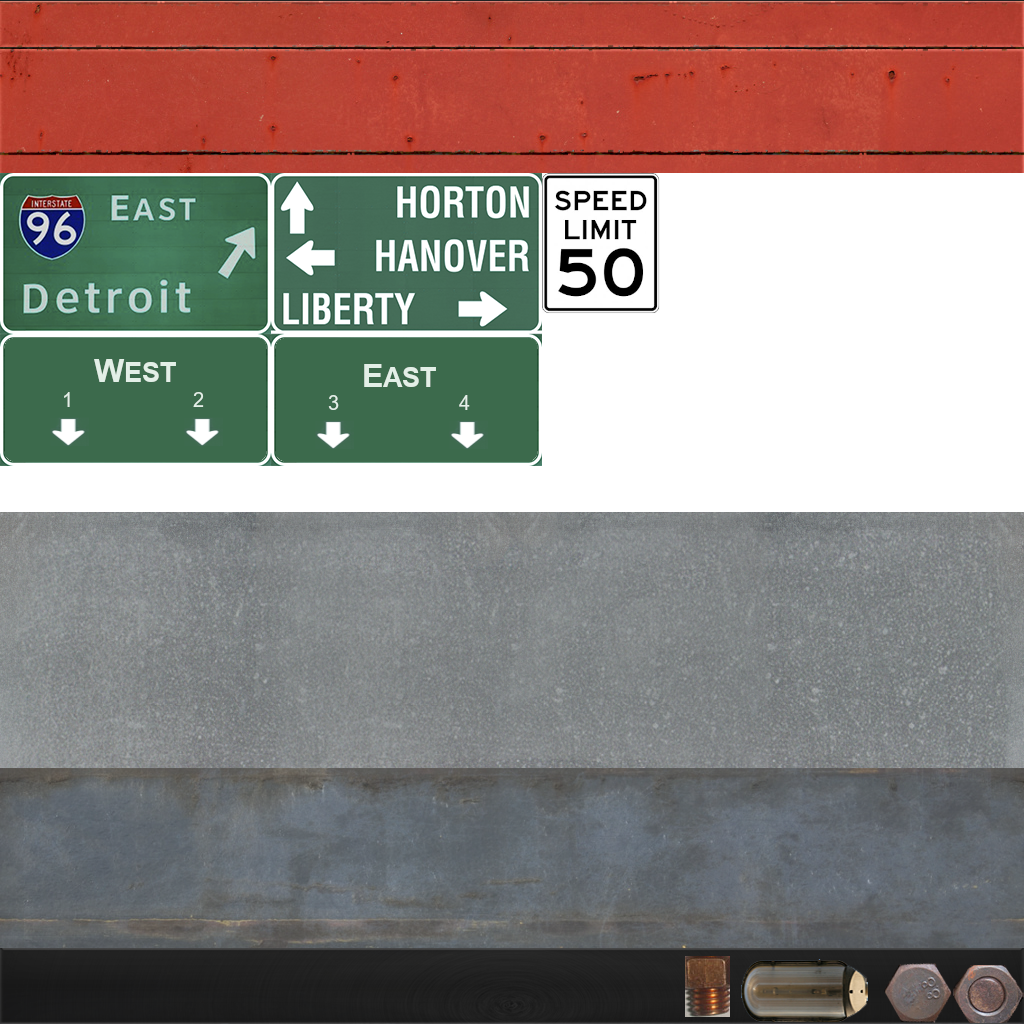 INTERSTATE
96
EAST
Detroit
HORTON
HANOVER
LIBERTY
SPEED
LIMIT
50
WEST
1 2
EAST
3 4